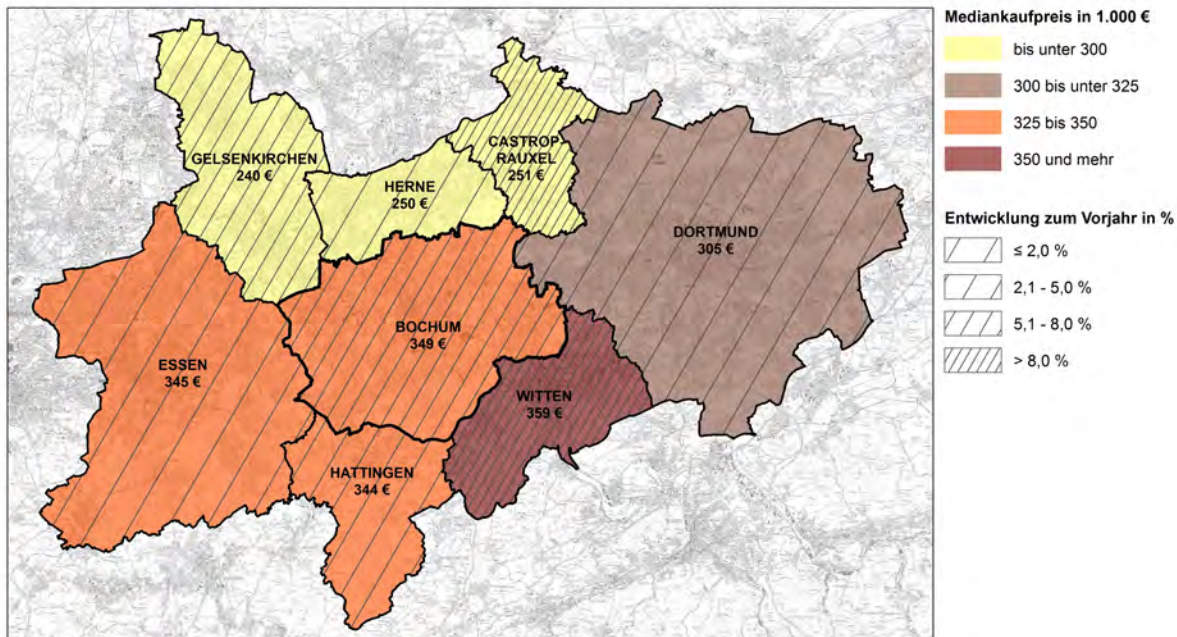 GELSENKIRCHEN
240 €
HERNE
250 €
CASTROP-
RAUXEL
251 €
DORTMUND
305 €
BOCHUM
349 €
ESSEN
345 €
WITTEN
359 €
HATTINGEN
344 €
Mediankaufpreis in 1.000 €
bis unter 300
300 bis unter 325
325 bis 350
350 und mehr
Entwicklung zum Vorjahr in %
≤ 2,0 %
2,1 - 5,0 %
5,1 - 8,0 %
> 8,0 %